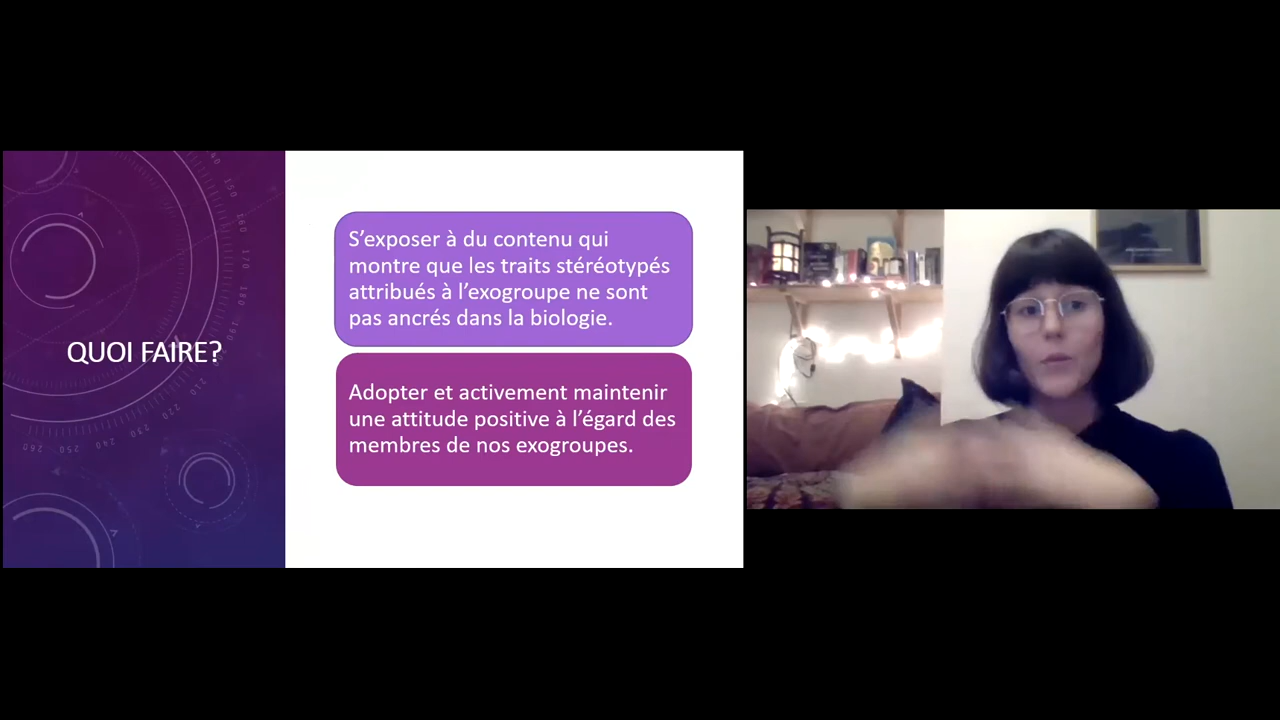 QUOI FAIRE?
S'exposer à du contenu qui
montre que les traits stéréotypés
attribués à l'exogroupe ne sont
pas ancrés dans la biologie.
Adopter et activement maintenir
une attitude positive à l'égard des
membres de nos exogroupes.